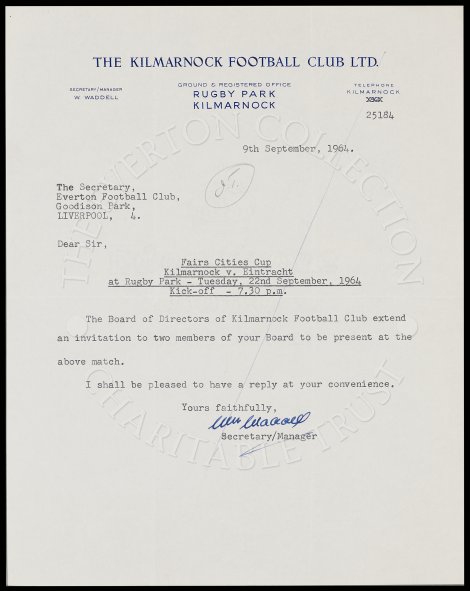 THE KILMARNOCK FOOTBALL CLUB LTD.
SECRETARY/MANAGER
W. WADDELL
GROUND & REGISTERED OFFICE
RUGBY PARK
KILMARNOCK
TELEPHONE
KILMARNOCK
25184
9th September, 1964.
The Secretary,
Everton Football Club,
Goodison Park,
LIVERPOOL, 4.
Dear Sir,
Fairs Cities Cup
Kilmarnock v. Eintracht
at Rugby Park - Tuesday, 22nd September, 1964
Kick-off - 7.30 p.m.
The Board of Directors of Kilmarnock Football Club extend
an invitation to two members of your Board to be present at the
above match.
I shall be pleased to have a reply at your convenience.
Yours faithfully,
Wm Waddell
Secretary/Manager
THE EVERTON COLLECTION
CHARITABLE TRUST